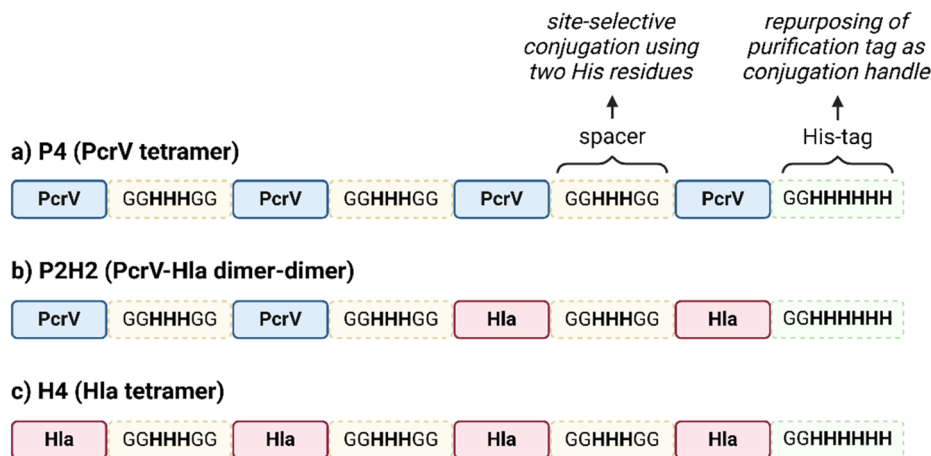 site-selective
conjugation using
two His residues
repurposing of
purification tag as
conjugation handle
spacer
His-tag
a) P4 (PcrV tetramer)
PcrV GGHHHGG PcrV GGHHHGG PcrV GGHHHGG PcrV GGHHHHHH
b) P2H2 (PcrV-Hla dimer-dimer)
PcrV GGHHHGG PcrV GGHHHGG Hla GGHHHGG Hla GGHHHHHH
c) H4 (Hla tetramer)
Hla GGHHHGG Hla GGHHHGG Hla GGHHHGG Hla GGHHHHHH